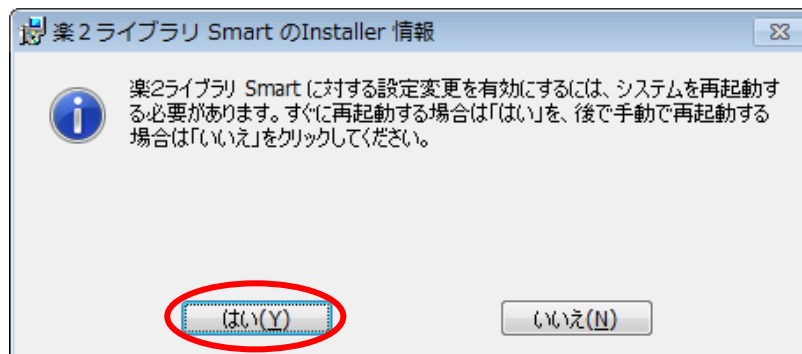 楽２ライブラリ Smart のInstaller 情報
楽2ライブラリ Smart に対する設定変更を有効にするには、システムを再起動す
る必要があります。すぐに再起動する場合は「はい」を、後で手動で再起動する
場合は「いいえ」をクリックしてください。
はい(Y)
いいえ(N)